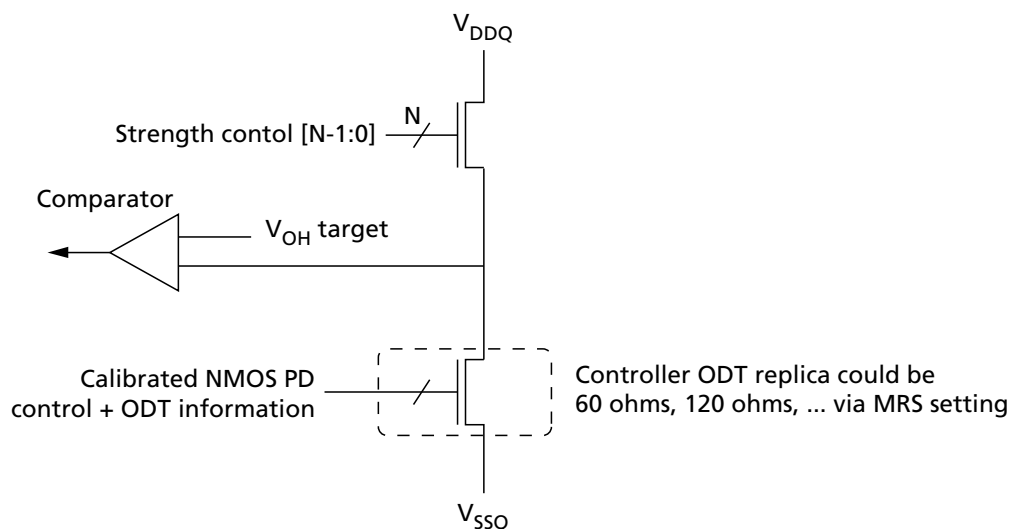 VDDQ
N
Strength contol [N-1:0]
Comparator
VOH target
Calibrated NMOS PD
control + ODT information
Controller ODT replica could be
60 ohms, 120 ohms, ... via MRS setting
VSSQ